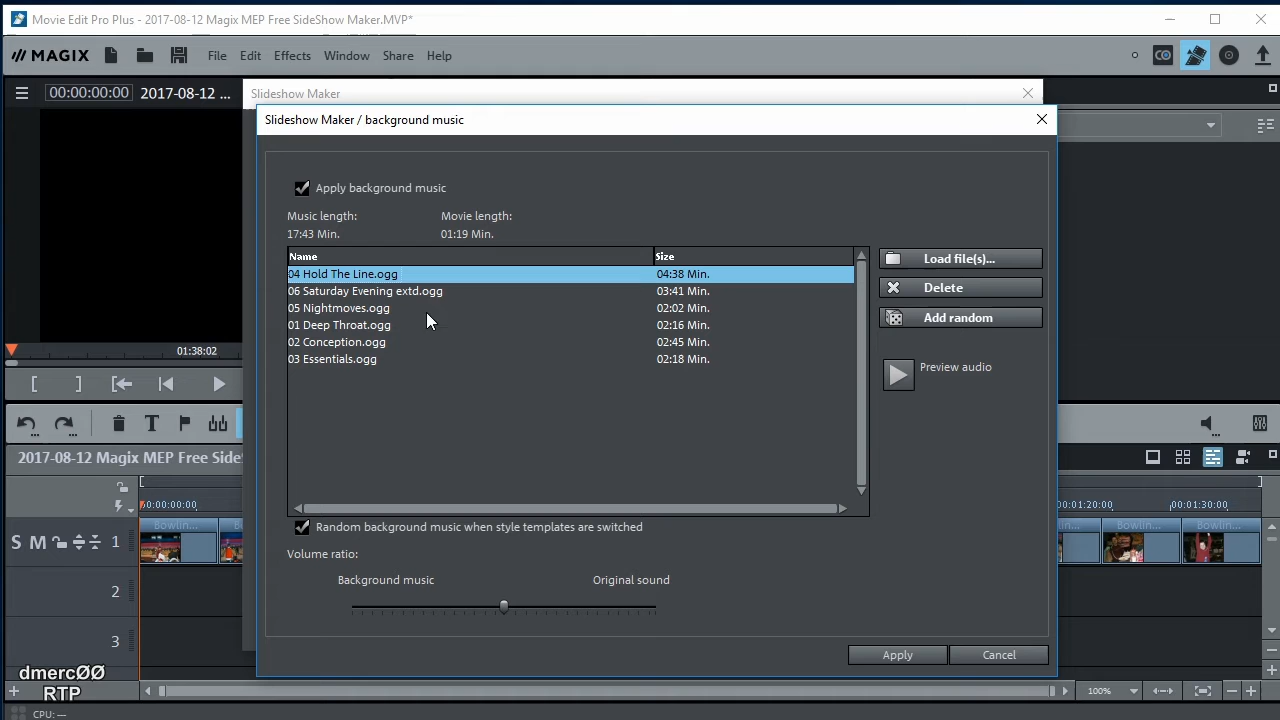 Movie Edit Pro Plus - 2017-08-12 Magix MEP Free SideShow Maker.MVP*
MAGIX File Edit Effects Window Share Help
00:00:00:00 2017-08-12 ...
Slideshow Maker
Slideshow Maker / background music
Apply background music
Music length: Movie length:
17:43 Min. 01:19 Min.
Name Size
04 Hold The Line.ogg 04:38 Min.
06 Saturday Evening extd.ogg 03:41 Min.
05 Nightmoves.ogg 02:02 Min.
01 Deep Throat.ogg 02:16 Min.
02 Conception.ogg 02:45 Min.
03 Essentials.ogg 02:18 Min.
Load file(s)...
Delete
Add random
Preview audio
01:38:02
Random background music when style templates are switched
Volume ratio:
Background music Original sound
Apply Cancel
2017-08-12 Magix MEP Free Side
00:00:00:00 00:01:20:00 00:01:30:00
Bowlin... Bowlin... Bowlin...
S M 1
2
3
dmercØØ
RTP
100%
CPU: —